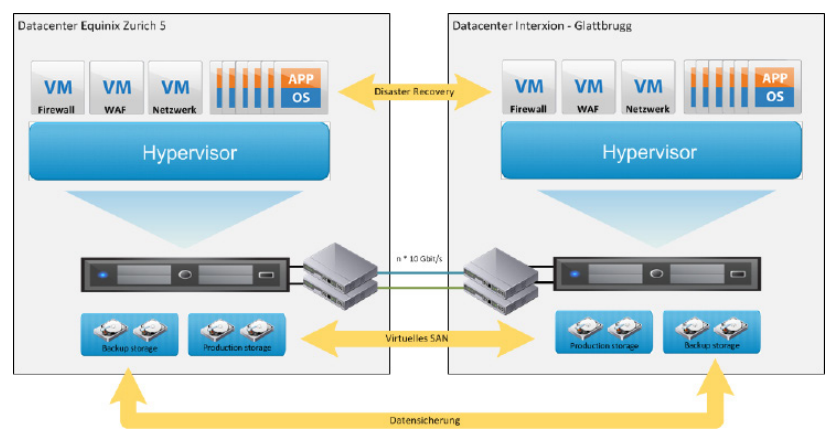 Datacenter Equinix Zurich 5
Datacenter Interxion - Glattbrugg
VM
Firewall
VM
WAF
VM
Netzwerk
APP
OS
Disaster Recovery
VM
Firewall
VM
WAF
VM
Netzwerk
APP
OS
Hypervisor
Hypervisor
n * 10 Gbit/s
Virtuelles SAN
Backup storage
Production storage
Production storage
Backup storage
Datensicherung